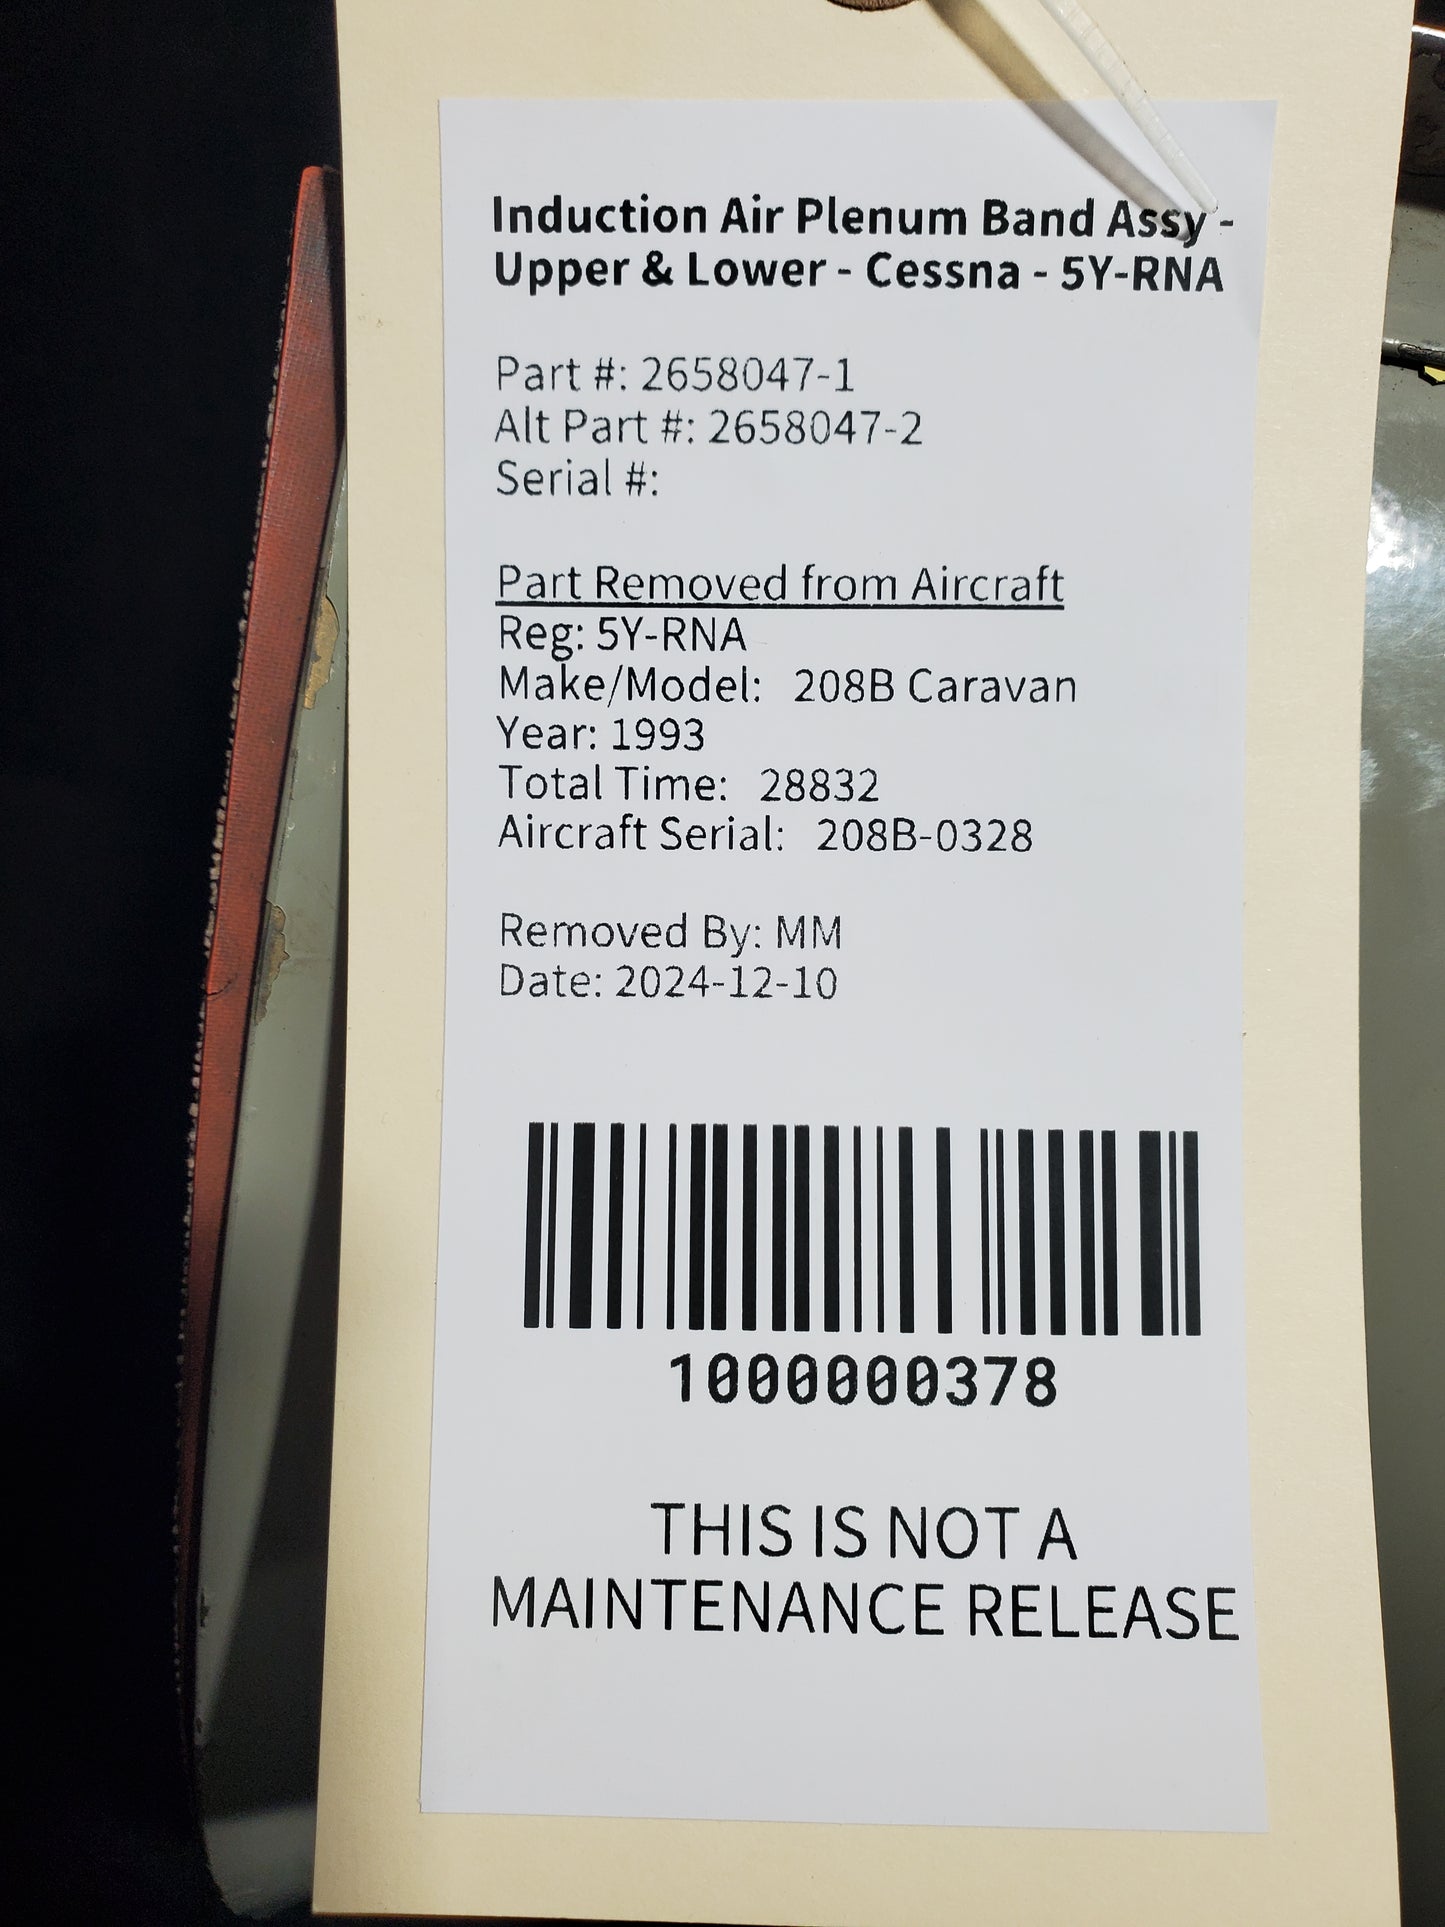 Induction Air Plenum Band Assy -
Upper & Lower - Cessna - 5Y-RNA
Part #: 2658047-1
Alt Part #: 2658047-2
Serial #:
Part Removed from Aircraft
Reg: 5Y-RNA
Make/Model: 208B Caravan
Year: 1993
Total Time: 28832
Aircraft Serial: 208B-0328
Removed By: MM
Date: 2024-12-10
1000000378
THIS IS NOT A
MAINTENANCE RELEASE